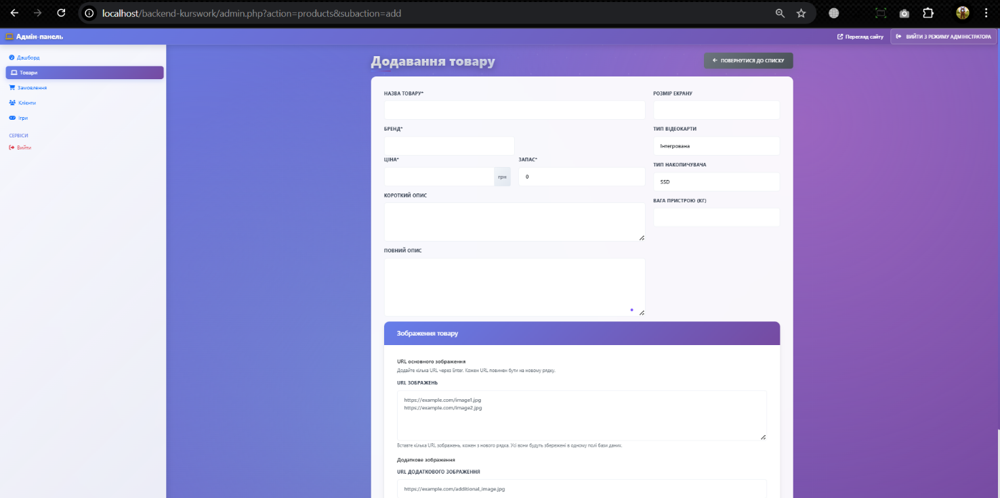 localhost/backend-kurswork/admin.php?action=products&subaction=add
Адмін-панель
Перегляд сайту
ВИЙТИ З РЕЖИМУ АДМІНІСТРАТОРА
Дашборд
Товари
Замовлення
Клієнти
Ігри
СЕРВІСИ
Вийти
Додавання товару
ПОВЕРНУТИСЯ ДО СПИСКУ
НАЗВА ТОВАРУ*
БРЕНД*
ЦІНА*
грн
ЗАПАС*
0
КОРОТКИЙ ОПИС
ПОВНИЙ ОПИС
РОЗМІР ЕКРАНУ
ТИП ВІДЕОКАРТИ
Інтегрована
ТИП НАКОПИЧУВАЧА
SSD
ВАГА ПРИСТРОЮ (КГ)
Зображення товару
URL основного зображення
Додайте кілька URL через Enter. Кожен URL повинен бути на новому рядку.
URL ЗОБРАЖЕНЬ
https://example.com/image1.jpg
https://example.com/image2.jpg
Вставте кілька URL зображень, кожен з нового рядка. Усі вони будуть збережені в одному полі бази даних.
Додаткове зображення
URL ДОДАТКОВОГО ЗОБРАЖЕННЯ
https://example.com/additional_image.jpg